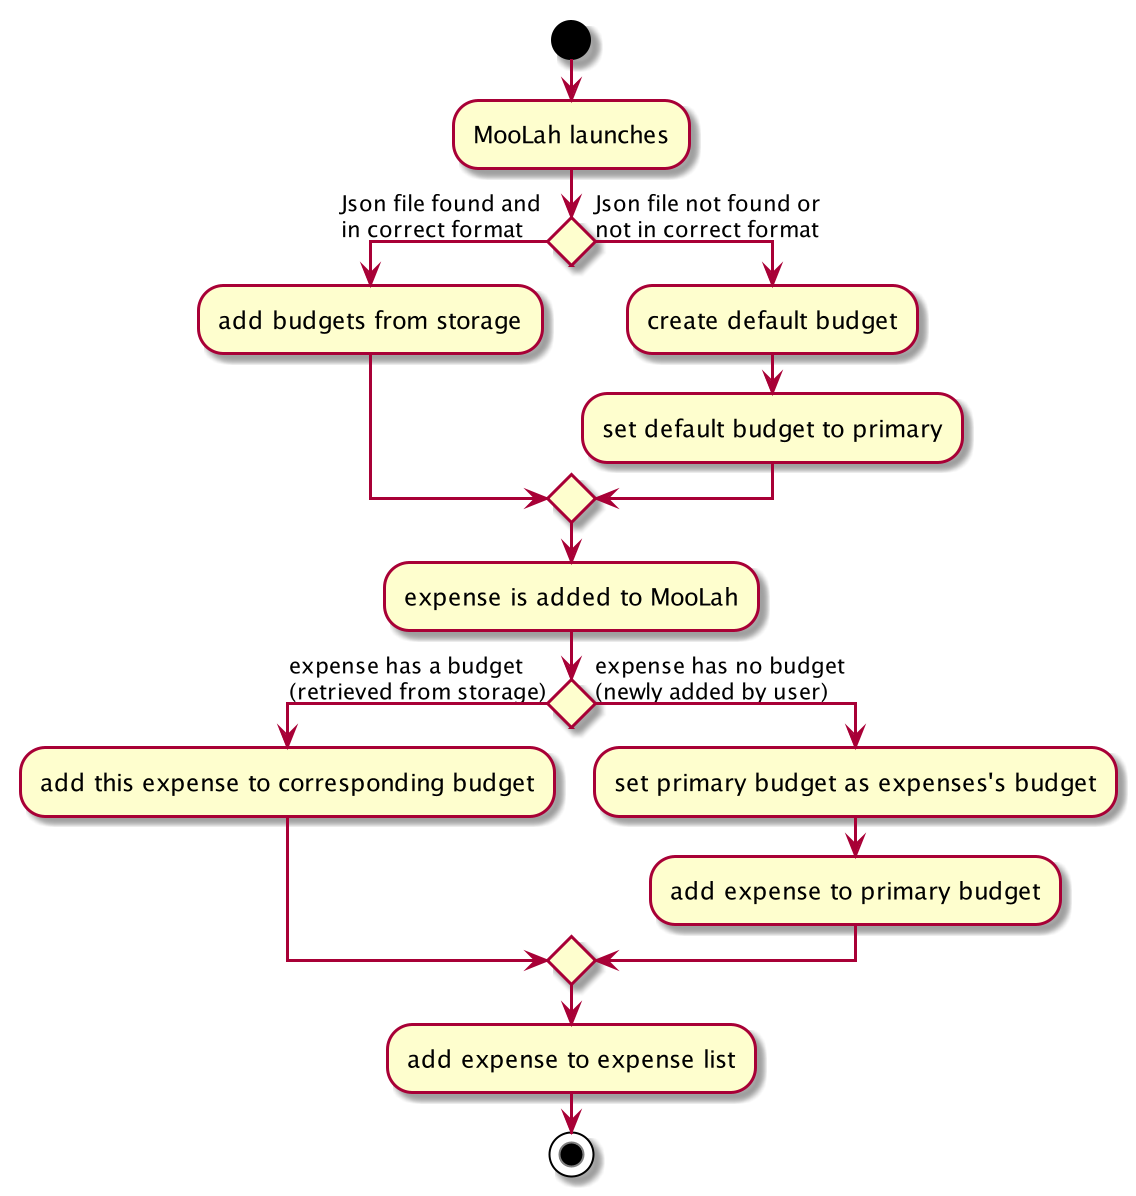 MooLah launches
Json file found and
in correct format
Json file not found or
not in correct format
add budgets from storage
create default budget
set default budget to primary
expense is added to MooLah
expense has a budget
(retrieved from storage)
expense has no budget
(newly added by user)
add this expense to corresponding budget
set primary budget as expenses's budget
add expense to primary budget
add expense to expense list